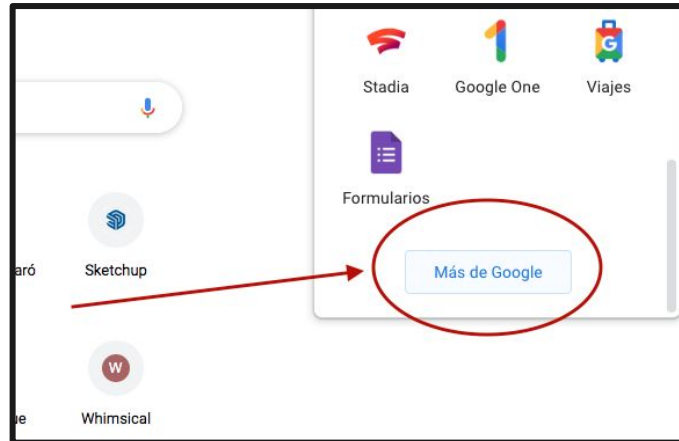 Stadia Google One Viajes
Formularios
aró Sketchup
Más de Google
W
ue Whimsical